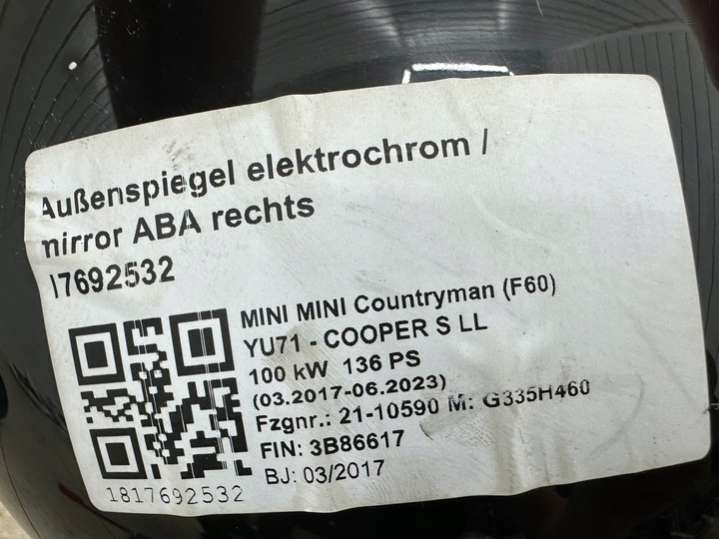 Außenspiegel elektrochrom /
mirror ABA rechts
17692532
MINI MINI Countryman (F60)
YU71 - COOPER S LL
100 kW 136 PS
(03.2017-06.2023)
Fzgnr.: 21-10590 M: G335H460
FIN: 3B86617
BJ: 03/2017
1817692532